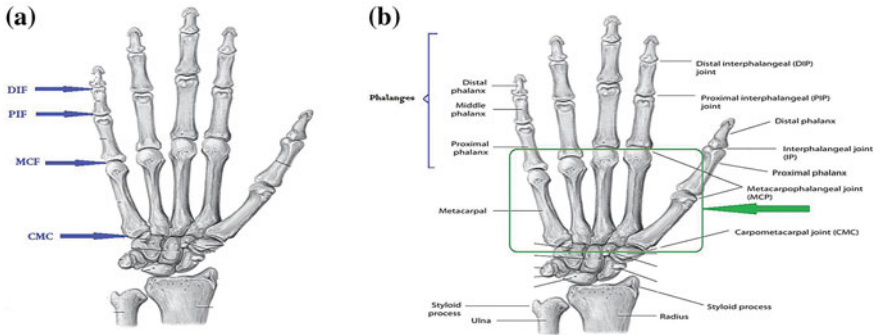 (a)
DIF
PIF
MCF
CMC
(b)
Phalanges
Distal
phalanx
Middle
phalanx
Proximal
phalanx
Metacarpal
Styloid
process
Ulna
Distal interphalangeal (DIP)
joint
Proximal interphalangeal (PIP)
joint
Distal phalanx
Interphalangeal joint
(IP)
Proximal phalanx
Metacarpophalangeal joint
(MCP)
Carpometacarpal joint (CMC)
Styloid process
Radius